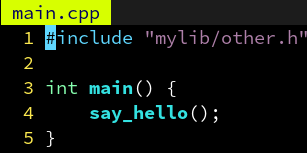 main.cpp
1 #include "mylib/other.h"
2
3 int main() {
4     say_hello();
5 }